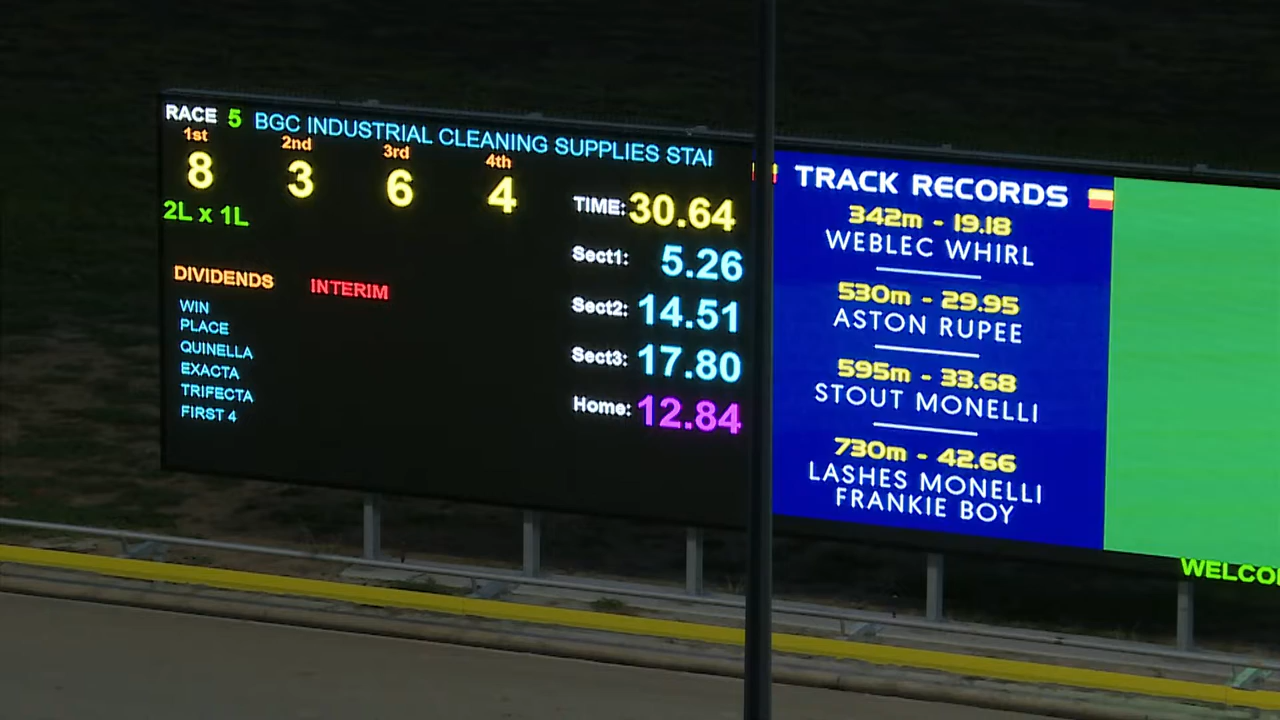 RACE 5 BGC INDUSTRIAL CLEANING SUPPLIES STAI
1st 2nd 3rd 4th
8 3 6 4
2L x 1L
TIME: 30.64
Sect1: 5.26
Sect2: 14.51
Sect3: 17.80
Home: 12.84
DIVIDENDS INTERIM
WIN
PLACE
QUINELLA
EXACTA
TRIFECTA
FIRST 4
TRACK RECORDS
342m - 19.18
WEBLEC WHIRL
530m - 29.95
ASTON RUPEE
595m - 33.68
STOUT MONELLI
730m - 42.66
LASHES MONELLI
FRANKIE BOY
WELCO